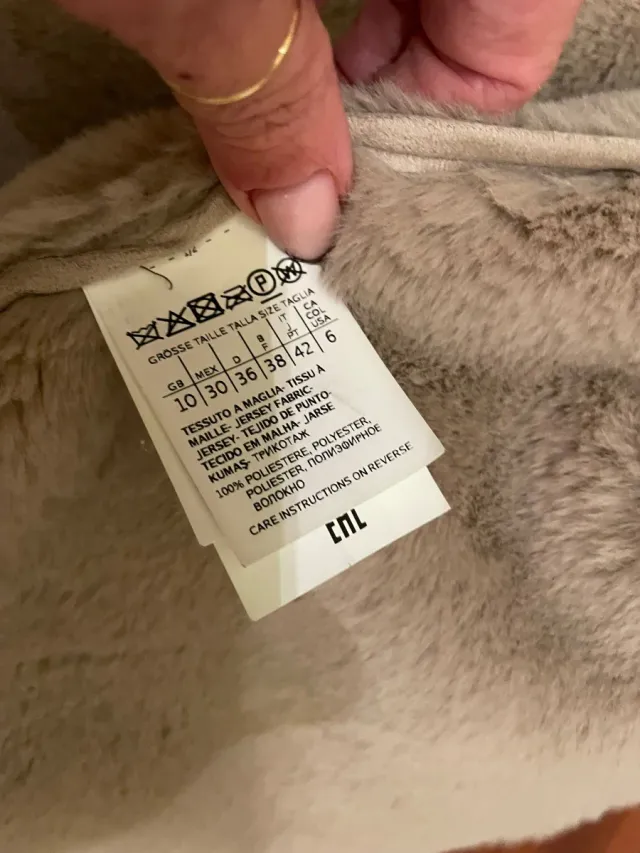 P W
GRÖSSE TAILLE TALLA SIZE TAGLIA
GB MEX D B F IT J PT CA COL USA
10 30 36 38 42 6
TESSUTO A MAGLIA- TISSU À
MAILLE- JERSEY FABRIC-
JERSEY- TEJIDO DE PUNTO-
TECIDO EM MALHA- JARSE
KUMAŞ- ТРИКОТАЖ
100% POLIESTERE, POLYESTER,
POLIESTER, ПОЛИЭФИРНОЕ
ВОЛОКНО
CARE INSTRUCTIONS ON REVERSE